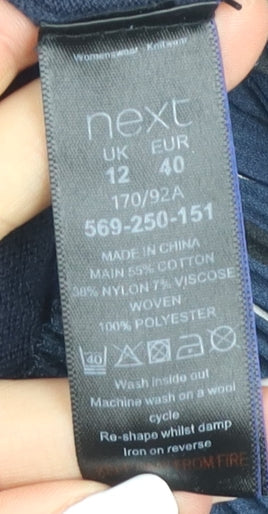 Womenswear Knitwear
next
UK EUR
12 40
170/92A
569-250-151
MADE IN CHINA
MAIN 55% COTTON
38% NYLON 7% VISCOSE
WOVEN
100% POLYESTER
40
Wash inside out
Machine wash on a wool
cycle
Re-shape whilst damp
Iron on reverse
KEEP AWAY FROM FIRE